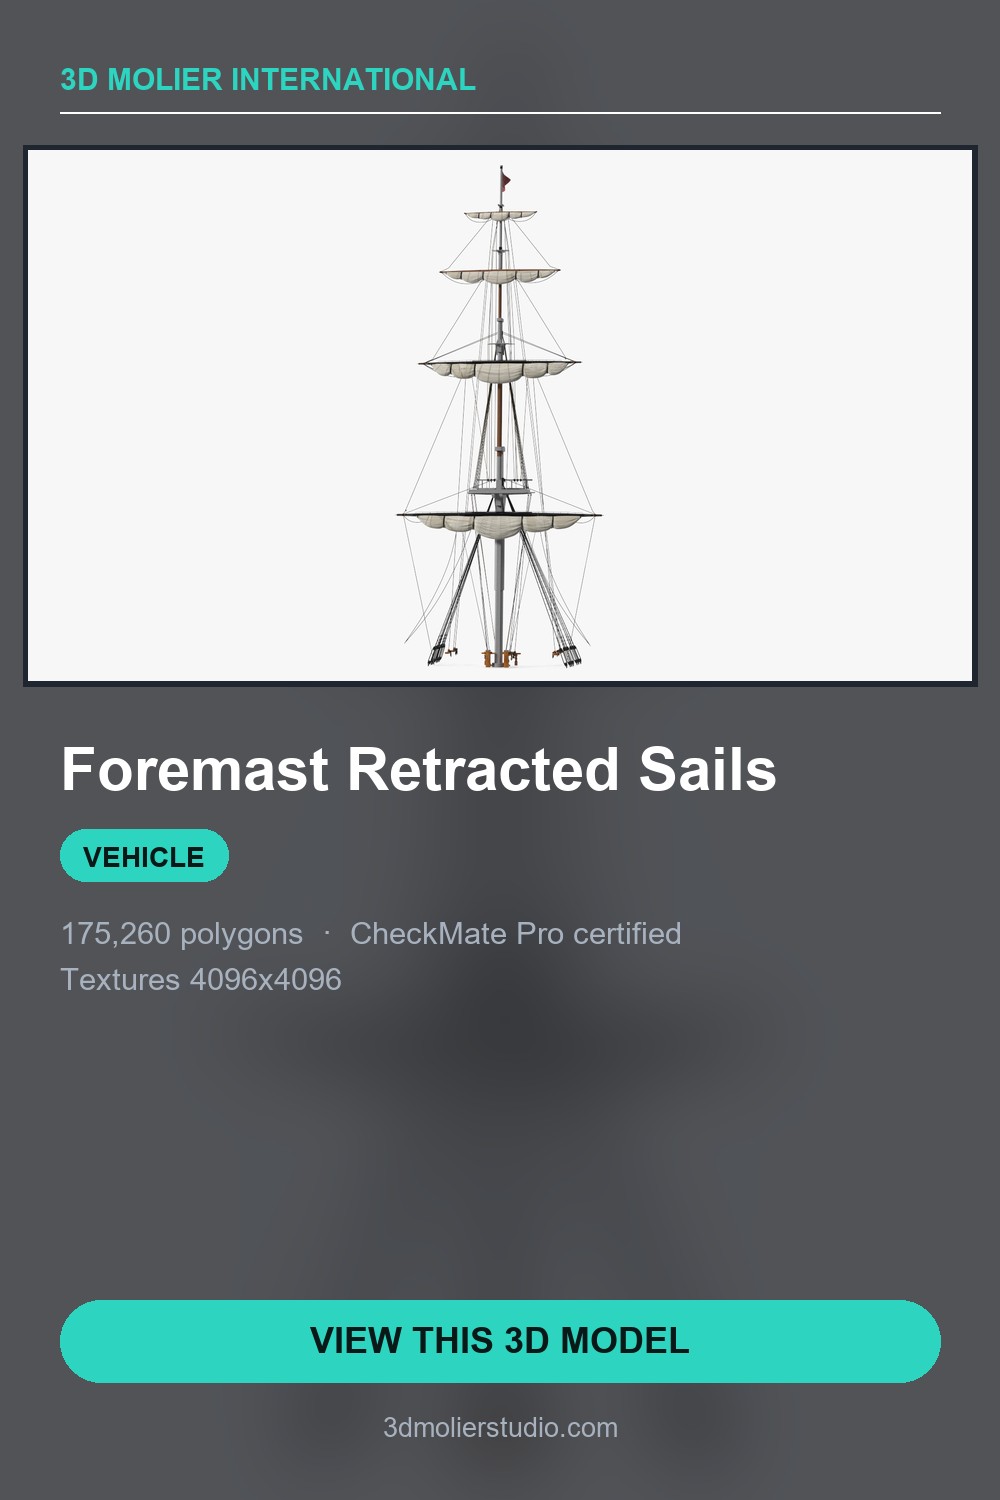 3D MOLIER INTERNATIONAL
Foremast Retracted Sails
VEHICLE
175,260 polygons · CheckMate Pro certified
Textures 4096x4096
VIEW THIS 3D MODEL
3dmolierstudio.com